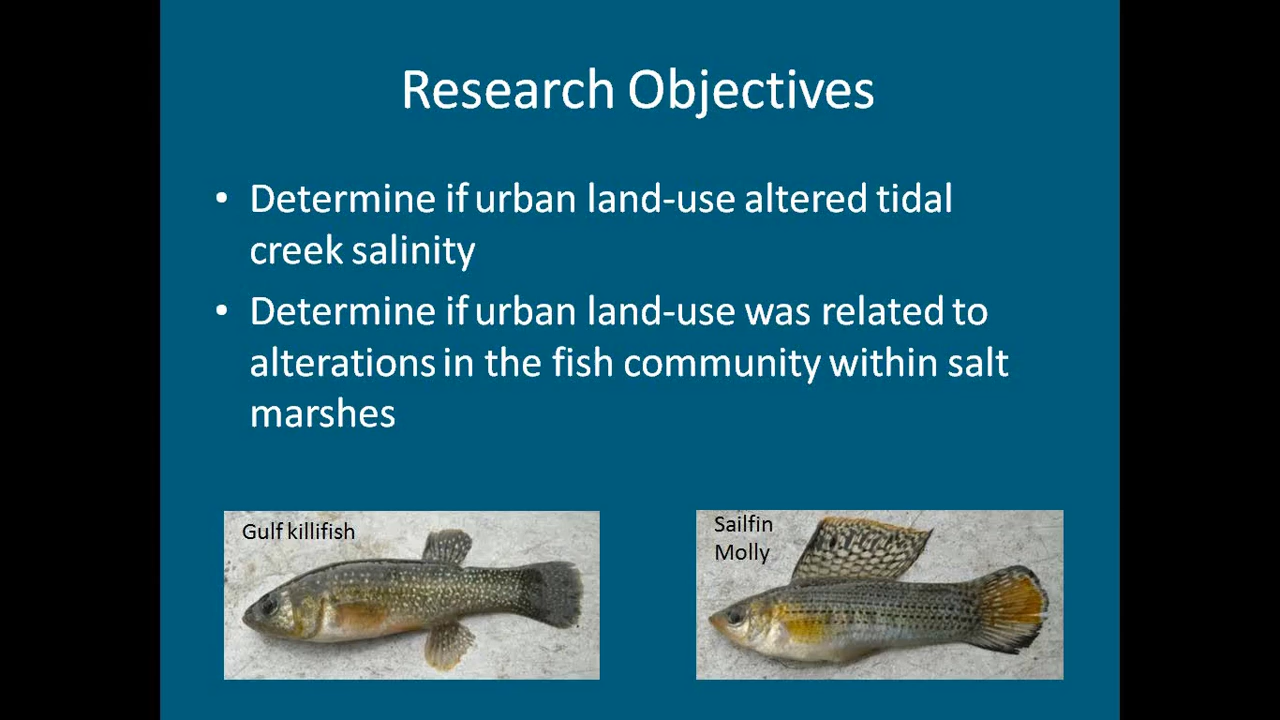 Research Objectives
• Determine if urban land-use altered tidal
creek salinity
• Determine if urban land-use was related to
alterations in the fish community within salt
marshes
Gulf killifish
Sailfin
Molly